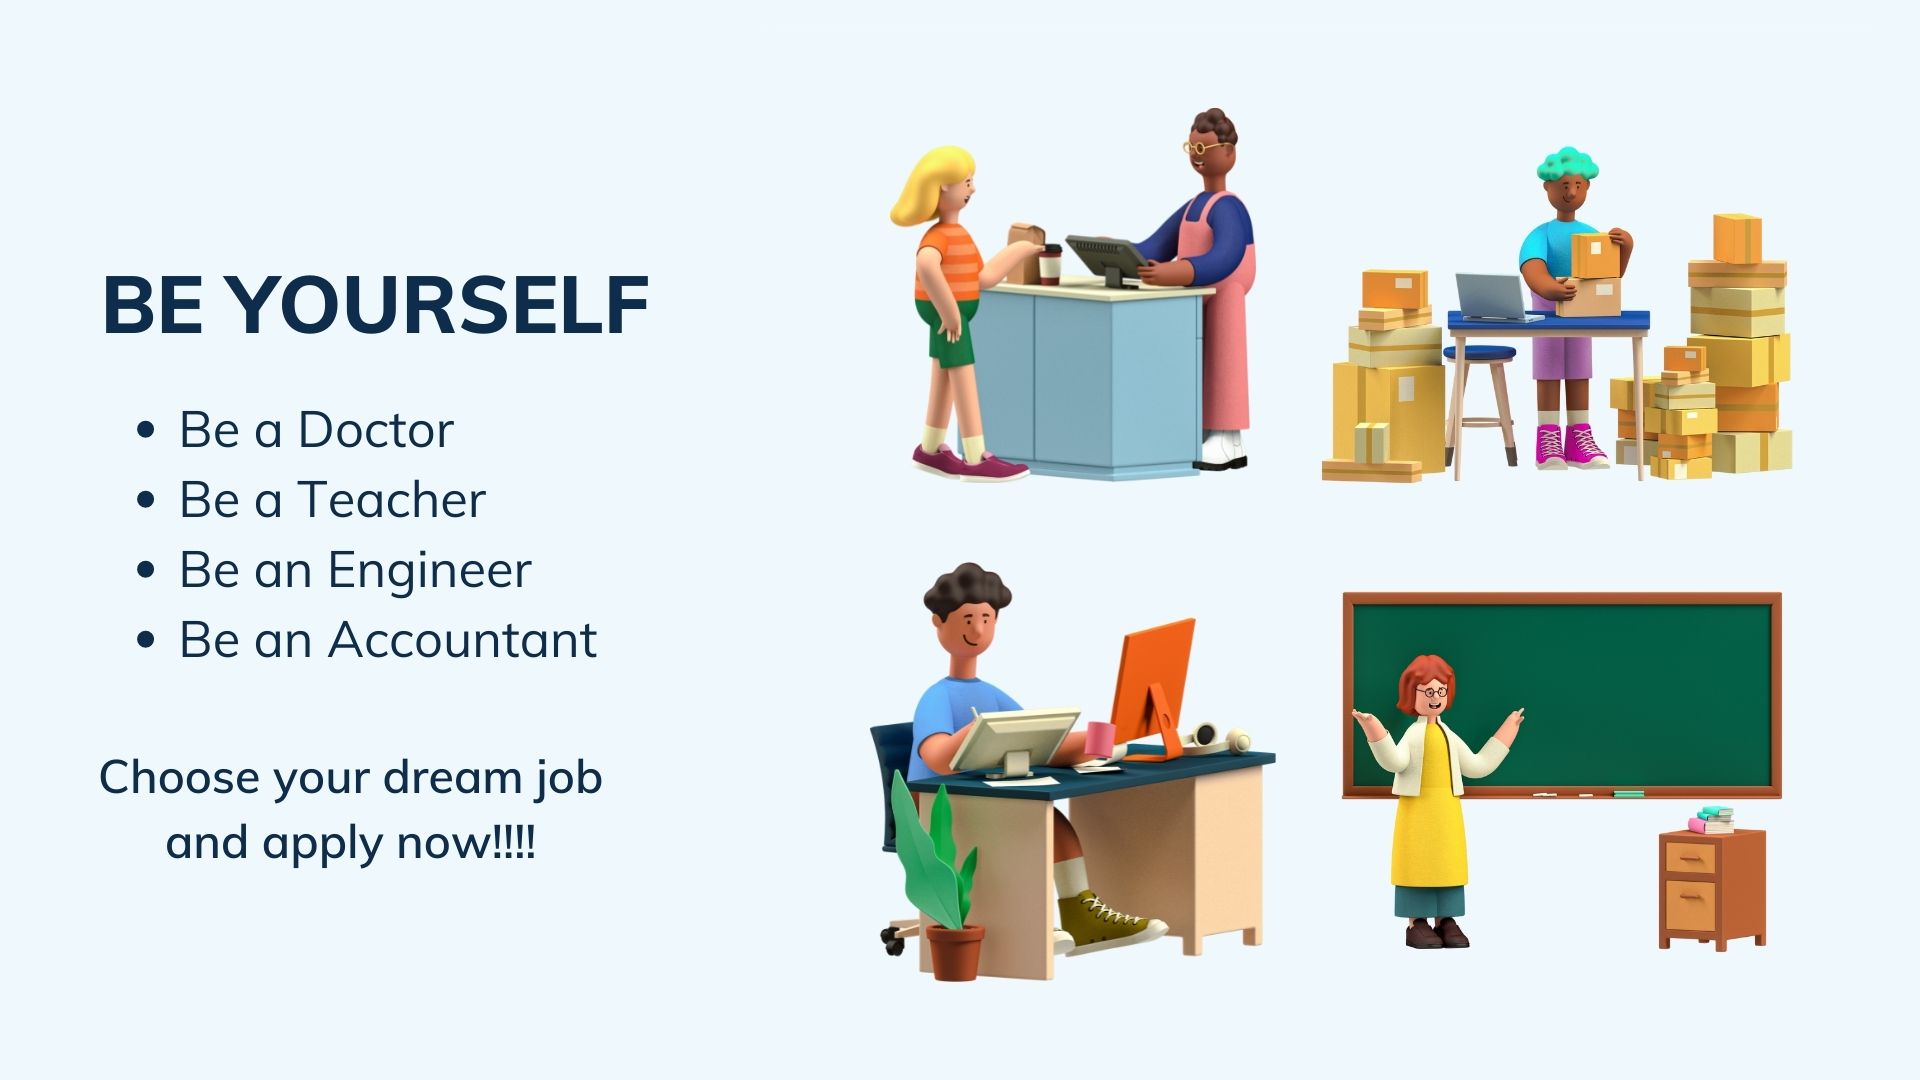 BE YOURSELF
• Be a Doctor
• Be a Teacher
• Be an Engineer
• Be an Accountant
Choose your dream job
and apply now!!!!